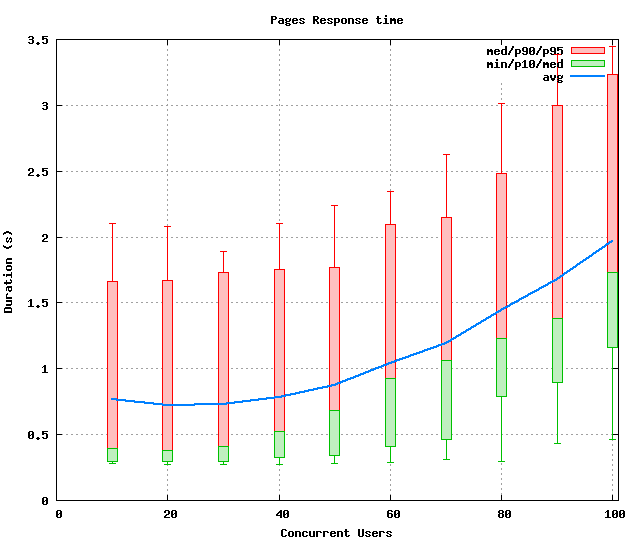 Pages Response time
med/p90/p95
min/p10/med
avg
3.5
3
2.5
2
1.5
1
0.5
0
Duration (s)
0 20 40 60 80 100
Concurrent Users